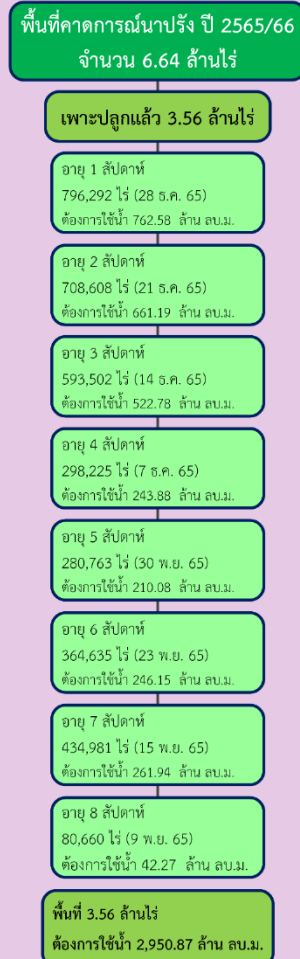 พื้นที่คาดการณ์นาปรัง ปี 2565/66
จำนวน 6.64 ล้านไร่
เพาะปลูกแล้ว 3.56 ล้านไร่
อายุ 1 สัปดาห์
796,292 ไร่ (28 ธ.ค. 65)
ต้องการใช้น้ำ 762.58 ล้าน ลบ.ม.
อายุ 2 สัปดาห์
708,608 ไร่ (21 ธ.ค. 65)
ต้องการใช้น้ำ 661.19 ล้าน ลบ.ม.
อายุ 3 สัปดาห์
593,502 ไร่ (14 ธ.ค. 65)
ต้องการใช้น้ำ 522.78 ล้าน ลบ.ม.
อายุ 4 สัปดาห์
298,225 ไร่ (7 ธ.ค. 65)
ต้องการใช้น้ำ 243.88 ล้าน ลบ.ม.
อายุ 5 สัปดาห์
280,763 ไร่ (30 พ.ย. 65)
ต้องการใช้น้ำ 210.08 ล้าน ลบ.ม.
อายุ 6 สัปดาห์
364,635 ไร่ (23 พ.ย. 65)
ต้องการใช้น้ำ 246.15 ล้าน ลบ.ม.
อายุ 7 สัปดาห์
434,981 ไร่ (15 พ.ย. 65)
ต้องการใช้น้ำ 261.94 ล้าน ลบ.ม.
อายุ 8 สัปดาห์
80,660 ไร่ (9 พ.ย. 65)
ต้องการใช้น้ำ 42.27 ล้าน ลบ.ม.
พื้นที่ 3.56 ล้านไร่
ต้องการใช้น้ำ 2,950.87 ล้าน ลบ.ม.